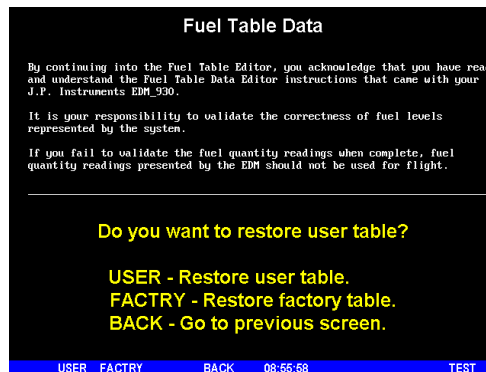 Fuel Table Data
By continuing into the Fuel Table Editor, you acknowledge that you have rea
and understand the Fuel Table Data Editor instructions that came with your
J.P. Instruments EDM_930.
It is your responsibility to validate the correctness of fuel levels
represented by the system.
If you fail to validate the fuel quantity readings when complete, fuel
quantity readings presented by the EDM should not be used for flight.
Do you want to restore user table?
USER - Restore user table.
FACTRY - Restore factory table.
BACK - Go to previous screen.
USER FACTRY BACK 08:55:58 TEST